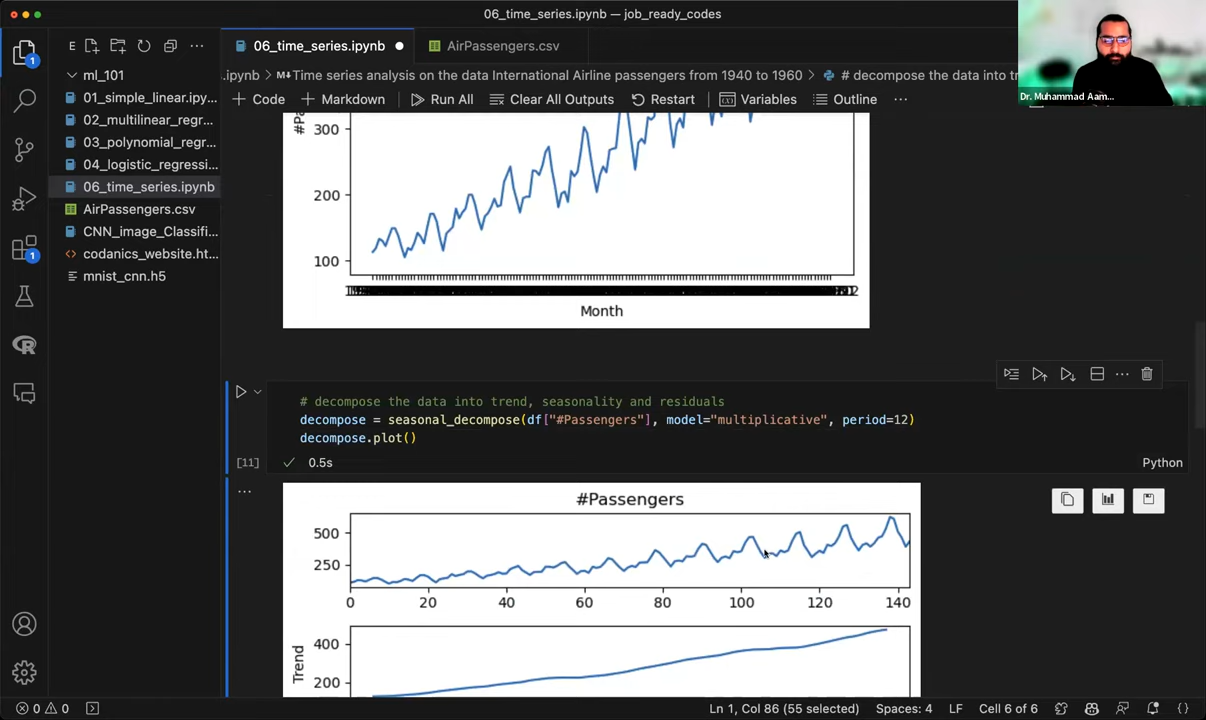 06_time_series.ipynb — job_ready_codes
06_time_series.ipynb
AirPassengers.csv
E
ml_101
01_simple_linear.ipy...
02_multilinear_regr...
03_polynomial_regr...
04_logistic_regressi...
06_time_series.ipynb
AirPassengers.csv
CNN_image_Classifi...
codanics_website.ht...
mnist_cnn.h5
1
1
.ipynb > M↓Time series analysis on the data International Airline passengers from 1940 to 1960 > # decompose the data into tr
Code
Markdown
Run All
Clear All Outputs
Restart
Variables
Outline
Dr. Muhammad Aam...
#Pa
300
200
100
Month
# decompose the data into trend, seasonality and residuals
decompose = seasonal_decompose(df["#Passengers"], model="multiplicative", period=12)
decompose.plot()
[11]
0.5s
Python
#Passengers
500
250
0 20 40 60 80 100 120 140
Trend
400
200
R
0 0
Ln 1, Col 86 (55 selected)
Spaces: 4
LF
Cell 6 of 6